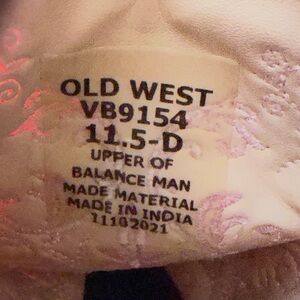 OLD WEST
VB9154
11.5-D
UPPER OF
BALANCE MAN
MADE MATERIAL
MADE IN INDIA
11102021